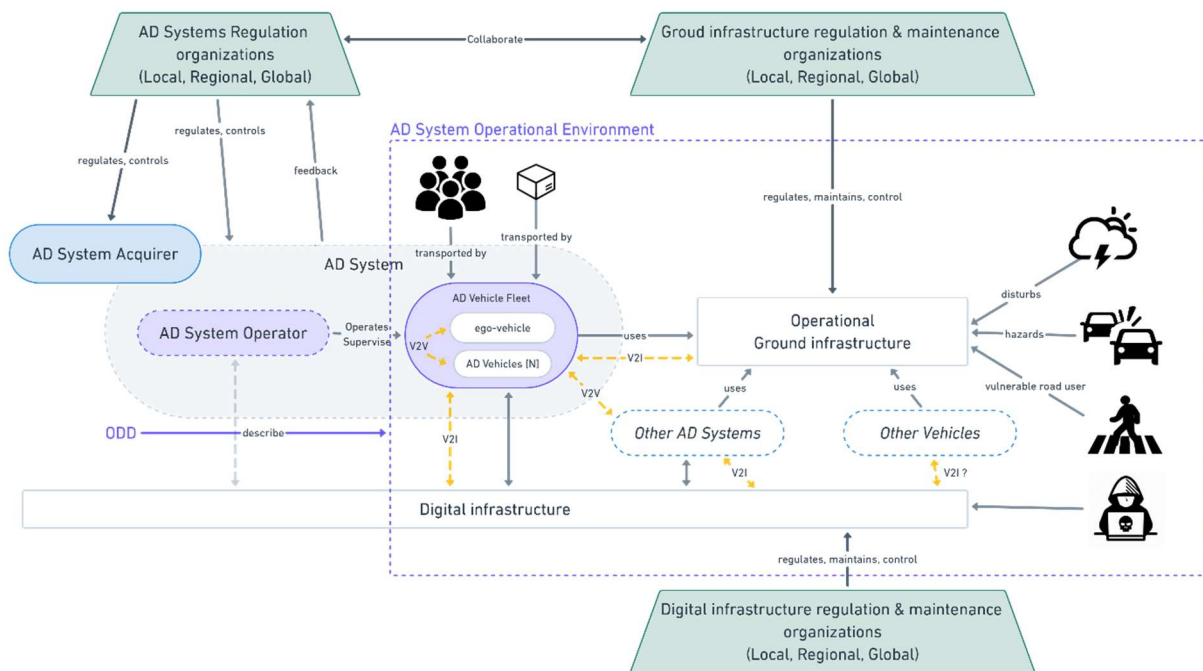 AD Systems Regulation
organizations
(Local, Regional, Global)
Collaborate
Groud infrastructure regulation & maintenance
organizations
(Local, Regional, Global)
regulates, controls
regulates, controls
feedback
AD System Operational Environment
regulates, maintains, control
AD System Acquirer
transported by
transported by
AD System
disturbs
AD Vehicle Fleet
ego-vehicle
AD Vehicles [N]
V2V
AD System Operator
Operates
Supervise
uses
V2I
Operational
Ground infrastructure
hazards
vulnerable road user
V2V
uses
uses
Other AD Systems
Other Vehicles
ODD
describe
V2I
V2I
V2I ?
Digital infrastructure
regulates, maintains, control
Digital infrastructure regulation & maintenance
organizations
(Local, Regional, Global)